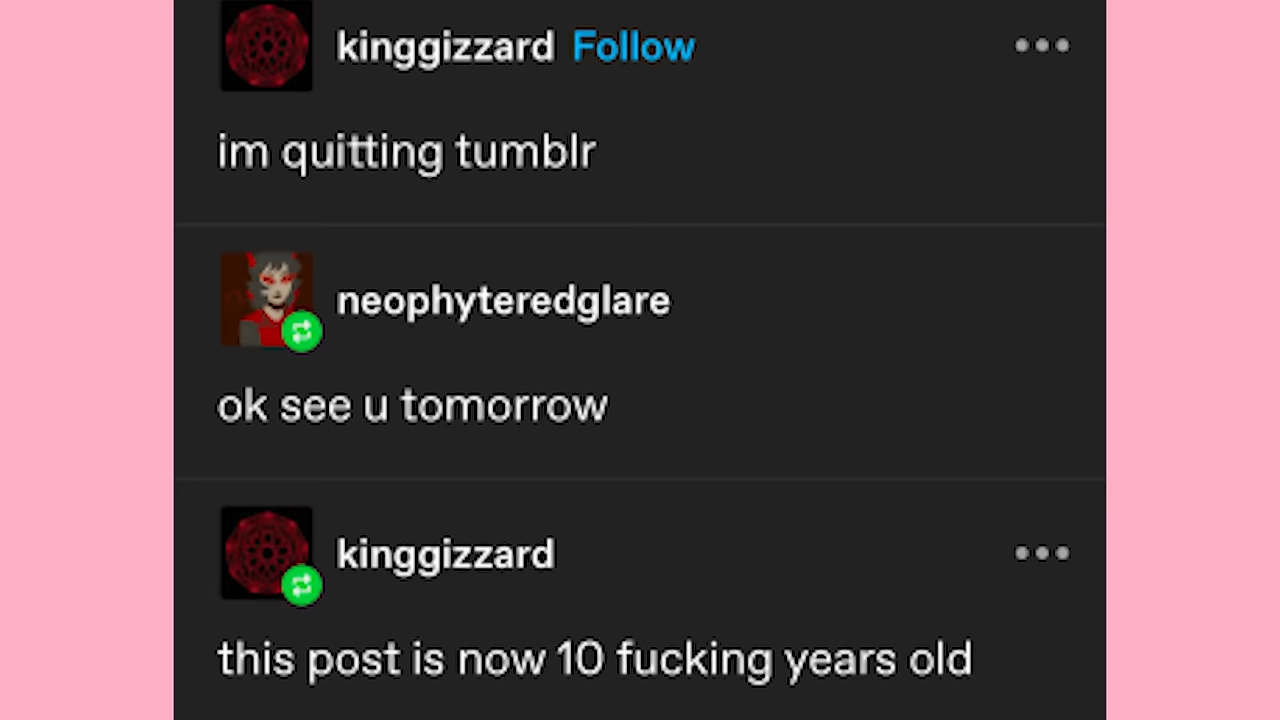 kinggizzard Follow
im quitting tumblr
neophyteredglare
ok see u tomorrow
kinggizzard
this post is now 10 fucking years old